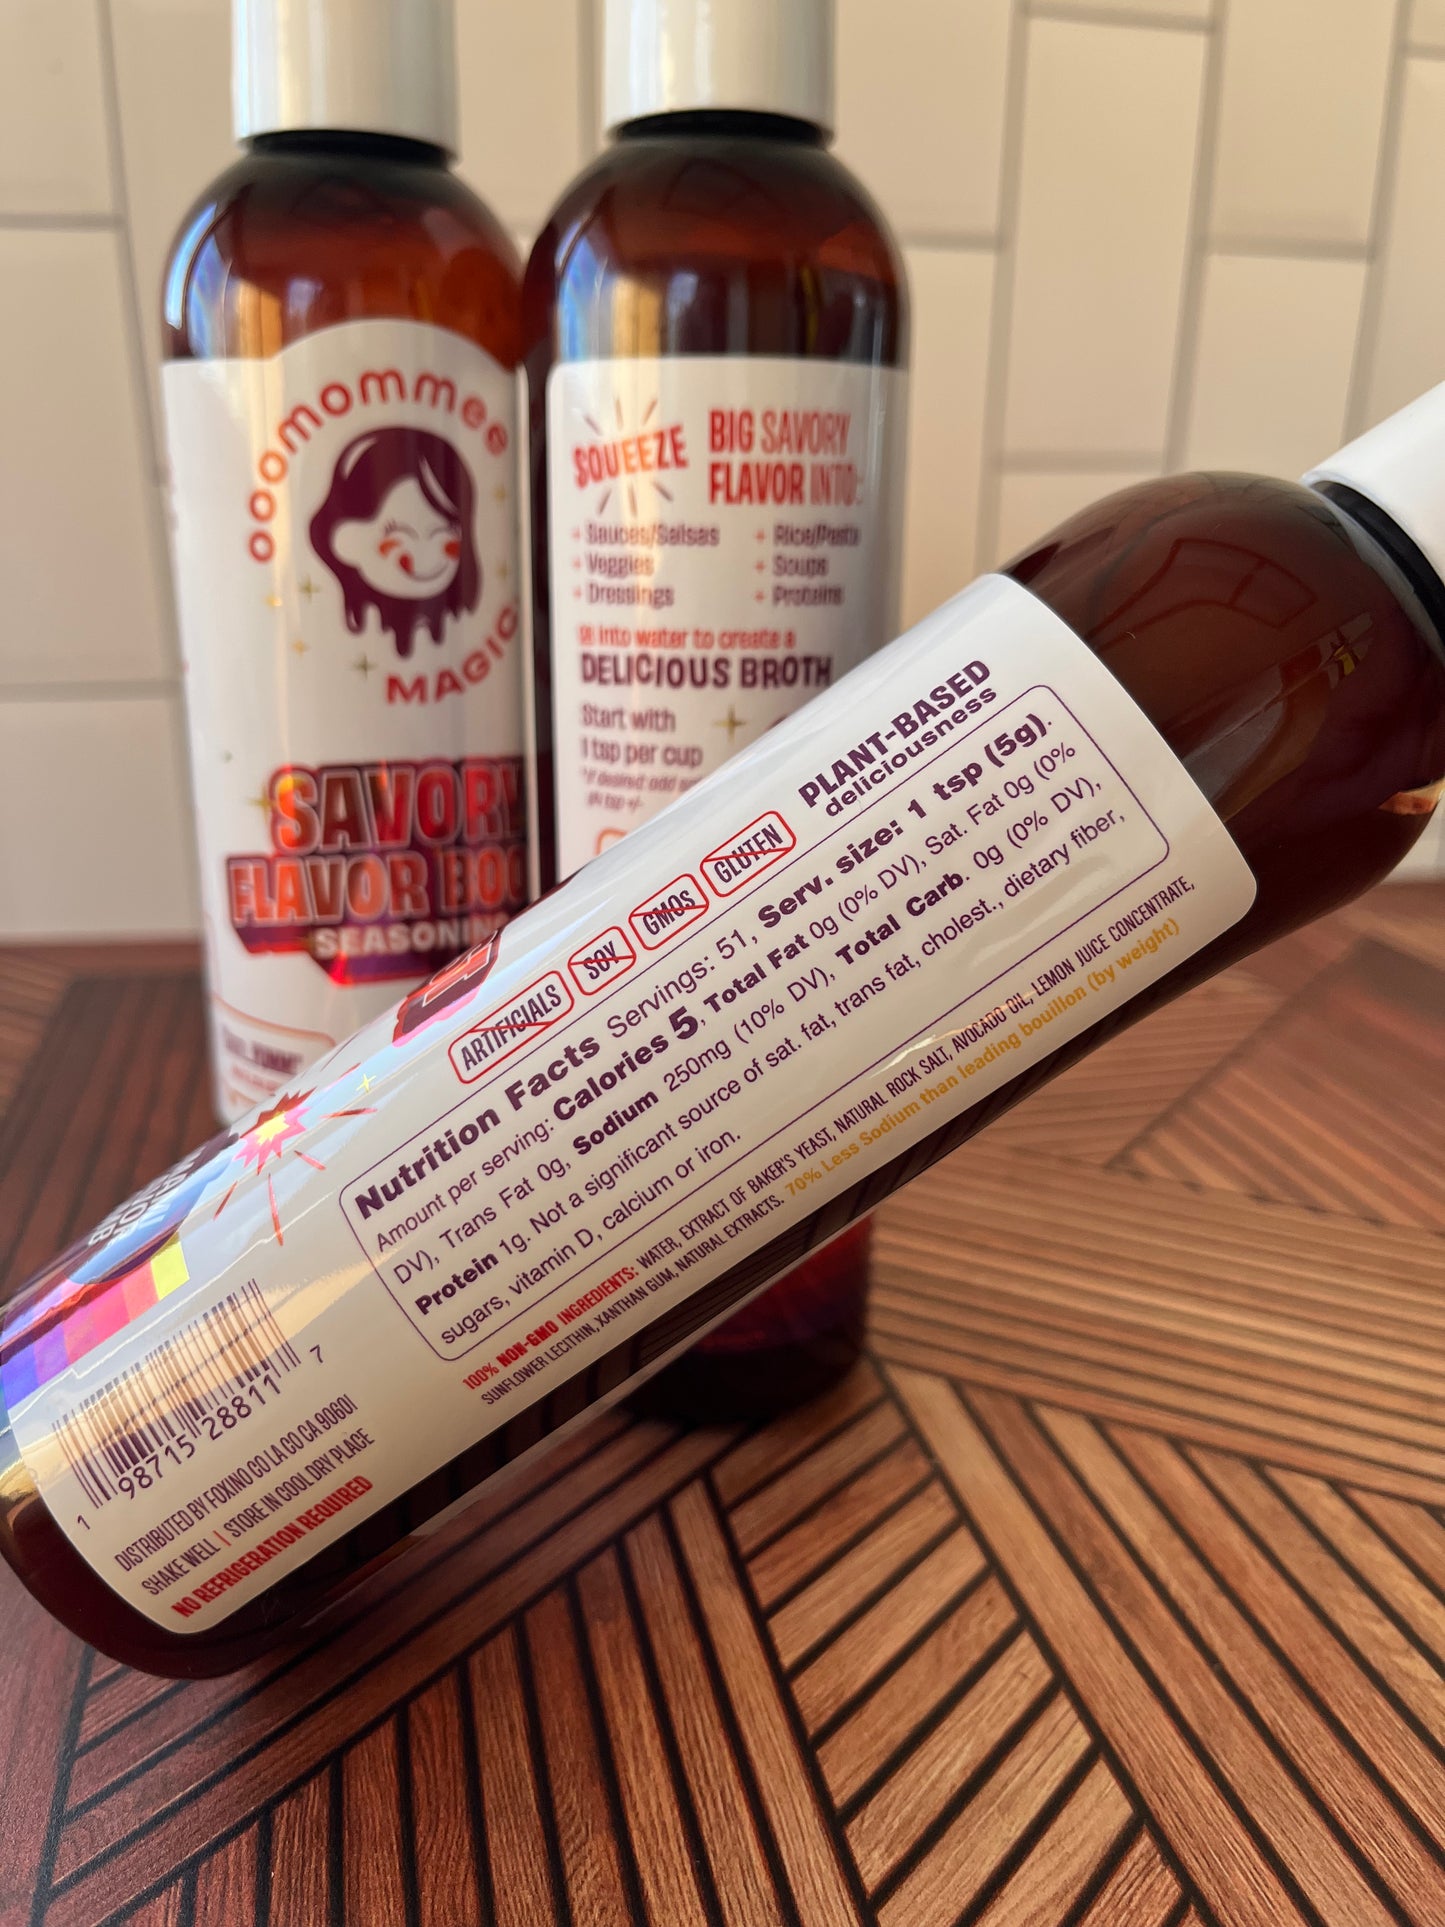 ooomommee
MAGIC
SAVORY
FLAVOR
SEASONING
SQUEEZE
BIG SAVORY
FLAVOR INTO:
+ Sauces/Salsas
+ Veggies
+ Dressings
+ Rice/Pasta
+ Soups
+ Proteins
into water to create a
DELICIOUS BROTH
Start with
1 tsp per cup
ARTIFICIALS
SOY
GMOS
GLUTEN
PLANT-BASED
deliciousness
Nutrition Facts Servings: 51, Serv. size: 1 tsp (5g).
Amount per serving: Calories 5, Total Fat 0g (0% DV), Sat. Fat 0g (0%
DV), Trans Fat 0g, Sodium 250mg (10% DV), Total Carb. 0g (0% DV),
Protein 1g. Not a significant source of sat. fat, trans fat, cholest., dietary fiber,
sugars, vitamin D, calcium or iron.
100% NON-GMO INGREDIENTS: WATER, EXTRACT OF BAKER'S YEAST, NATURAL ROCK SALT, AVOCADO OIL, LEMON JUICE CONCENTRATE,
SUNFLOWER LECITHIN, XANTHAN GUM, NATURAL EXTRACTS. 70% Less Sodium than leading bouillon (by weight)
1 98715 28811 7
DISTRIBUTED BY FOXINO CO LA CO CA 90601
SHAKE WELL | STORE IN COOL DRY PLACE
NO REFRIGERATION REQUIRED